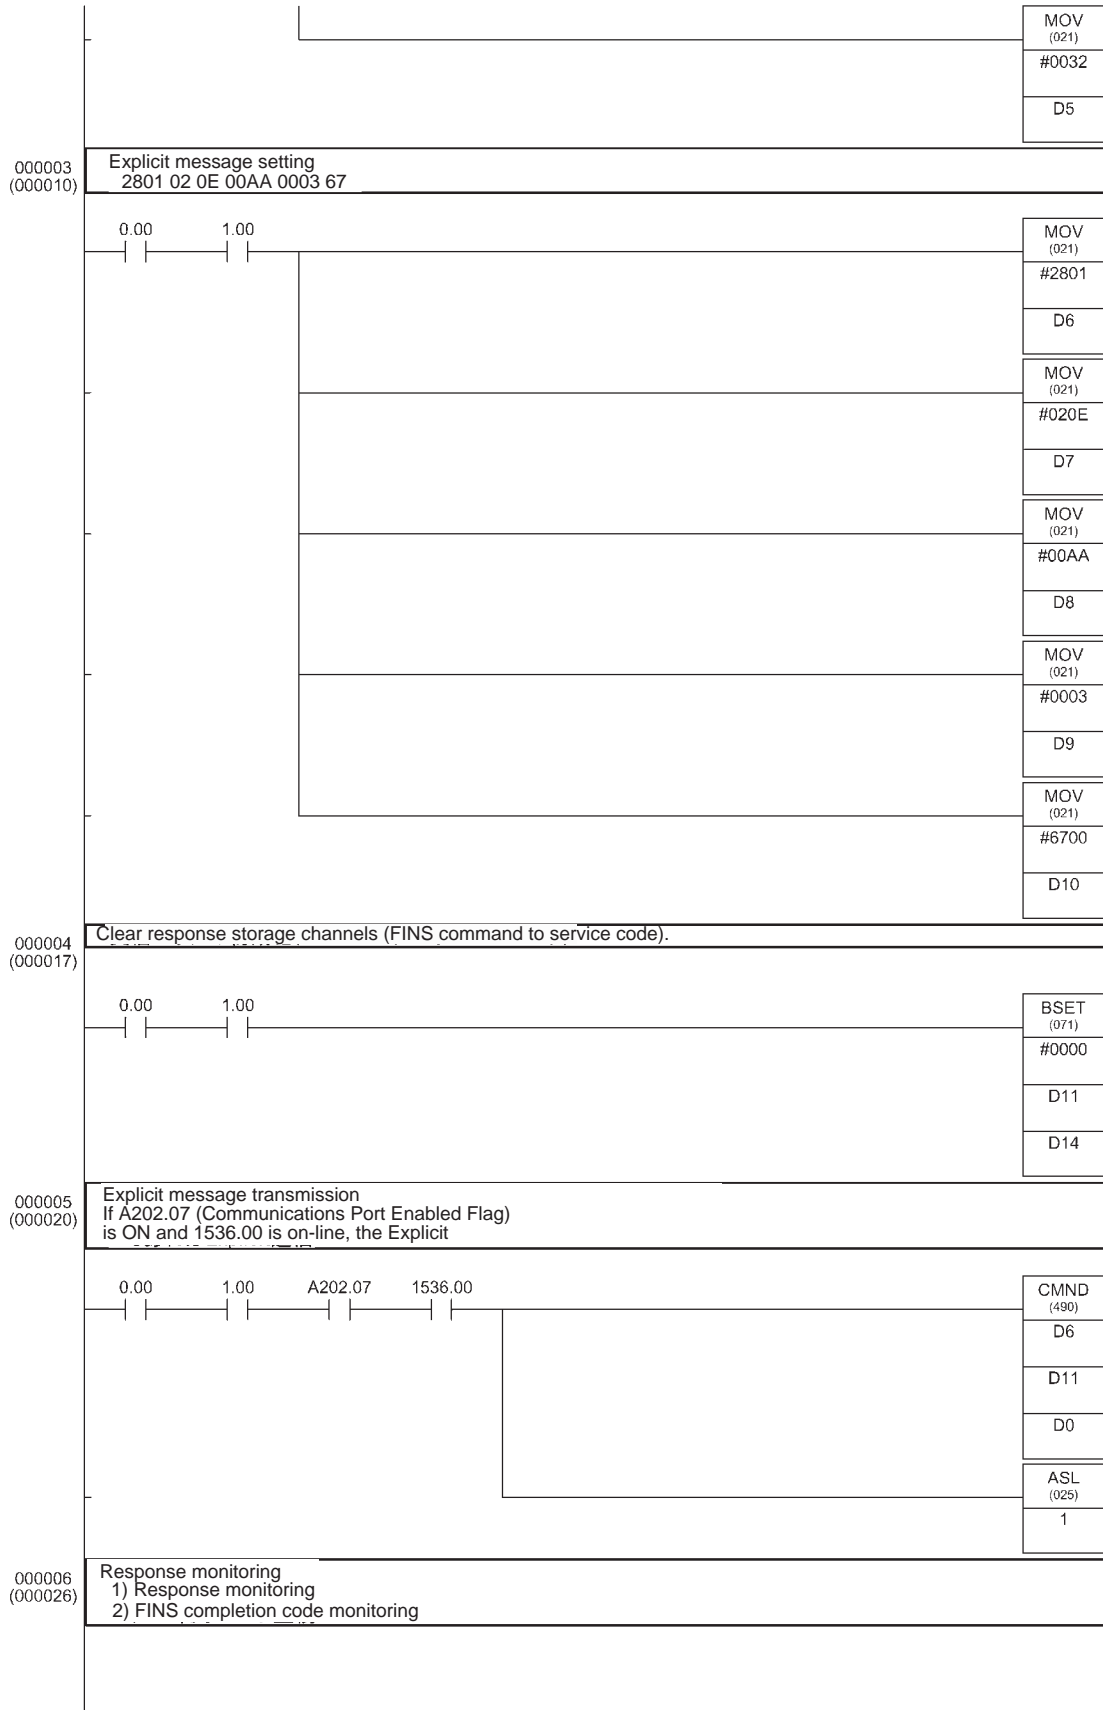 MOV
(021)
#0032
D5
000003
(000010)
Explicit message setting
2801 02 0E 00AA 0003 67
0.00 1.00
MOV
(021)
#2801
D6
MOV
(021)
#020E
D7
MOV
(021)
#00AA
D8
MOV
(021)
#0003
D9
MOV
(021)
#6700
D10
000004
(000017)
Clear response storage channels (FINS command to service code).
0.00 1.00
BSET
(071)
#0000
D11
D14
000005
(000020)
Explicit message transmission
If A202.07 (Communications Port Enabled Flag)
is ON and 1536.00 is on-line, the Explicit
0.00 1.00 A202.07 1536.00
CMND
(490)
D6
D11
D0
ASL
(025)
1
000006
(000026)
Response monitoring
1) Response monitoring
2) FINS completion code monitoring